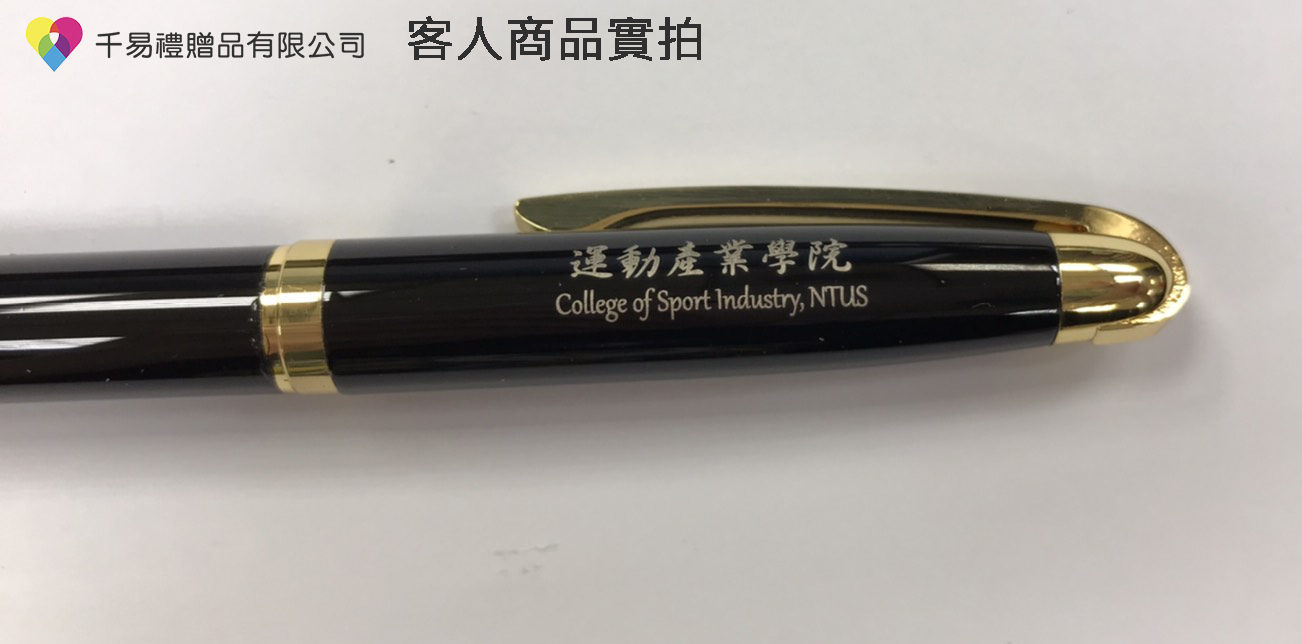 千易禮贈品有限公司
客人商品實拍
運動產業學院
College of Sport Industry, NTUS